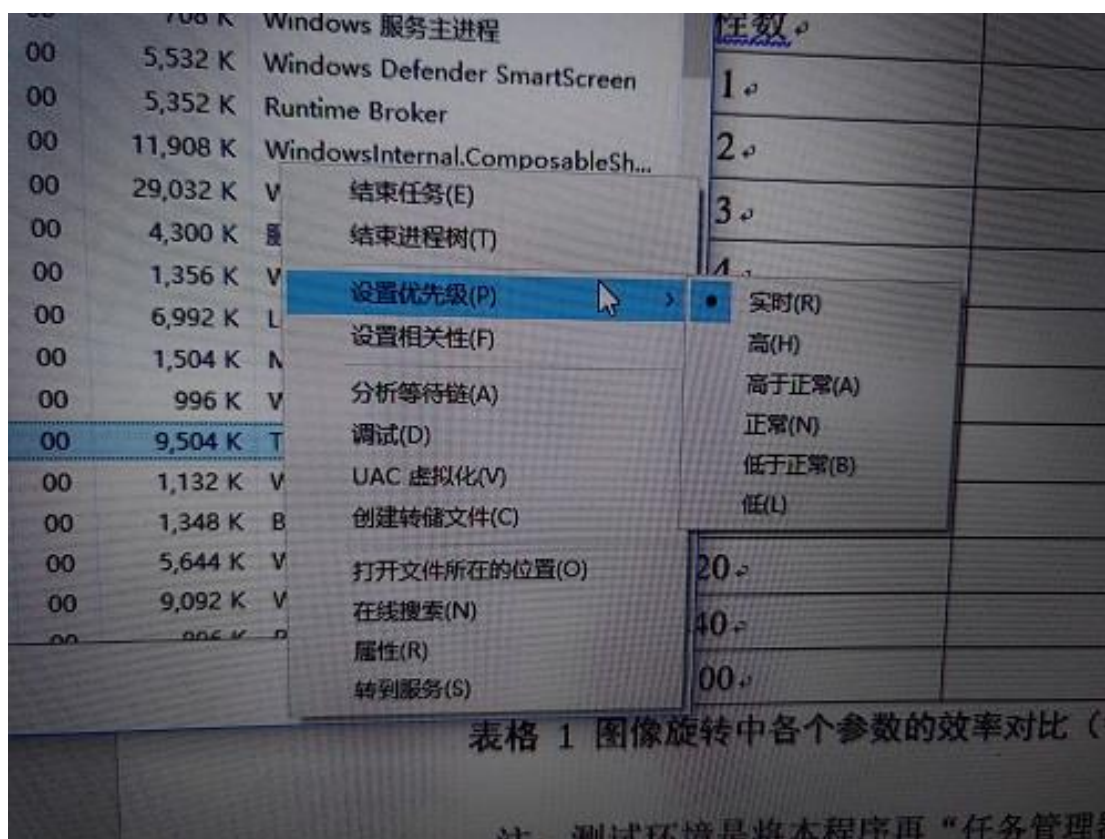 708 K Windows 服务主进程
00 5,532 K Windows Defender SmartScreen
00 5,352 K Runtime Broker
00 11,908 K WindowsInternal.ComposableSh...
00 29,032 K W
00 4,300 K
00 1,356 K W
00 6,992 K L
00 1,504 K N
00 996 K V
00 9,504 K T
00 1,132 K V
00 1,348 K B
00 5,644 K V
00 9,092 K V
结束任务(E)
结束进程树(T)
设置优先级(P)
设置相关性(F)
分析等待链(A)
调试(D)
UAC 虚拟化(V)
创建转储文件(C)
打开文件所在的位置(O)
在线搜索(N)
属性(R)
转到服务(S)
实时(R)
高(H)
高于正常(A)
正常(N)
低于正常(B)
低(L)
程数
1
2
3
4
20
40
00
表格 1 图像旋转中各个参数的效率对比（
测试环境是将本程序再“任务管理